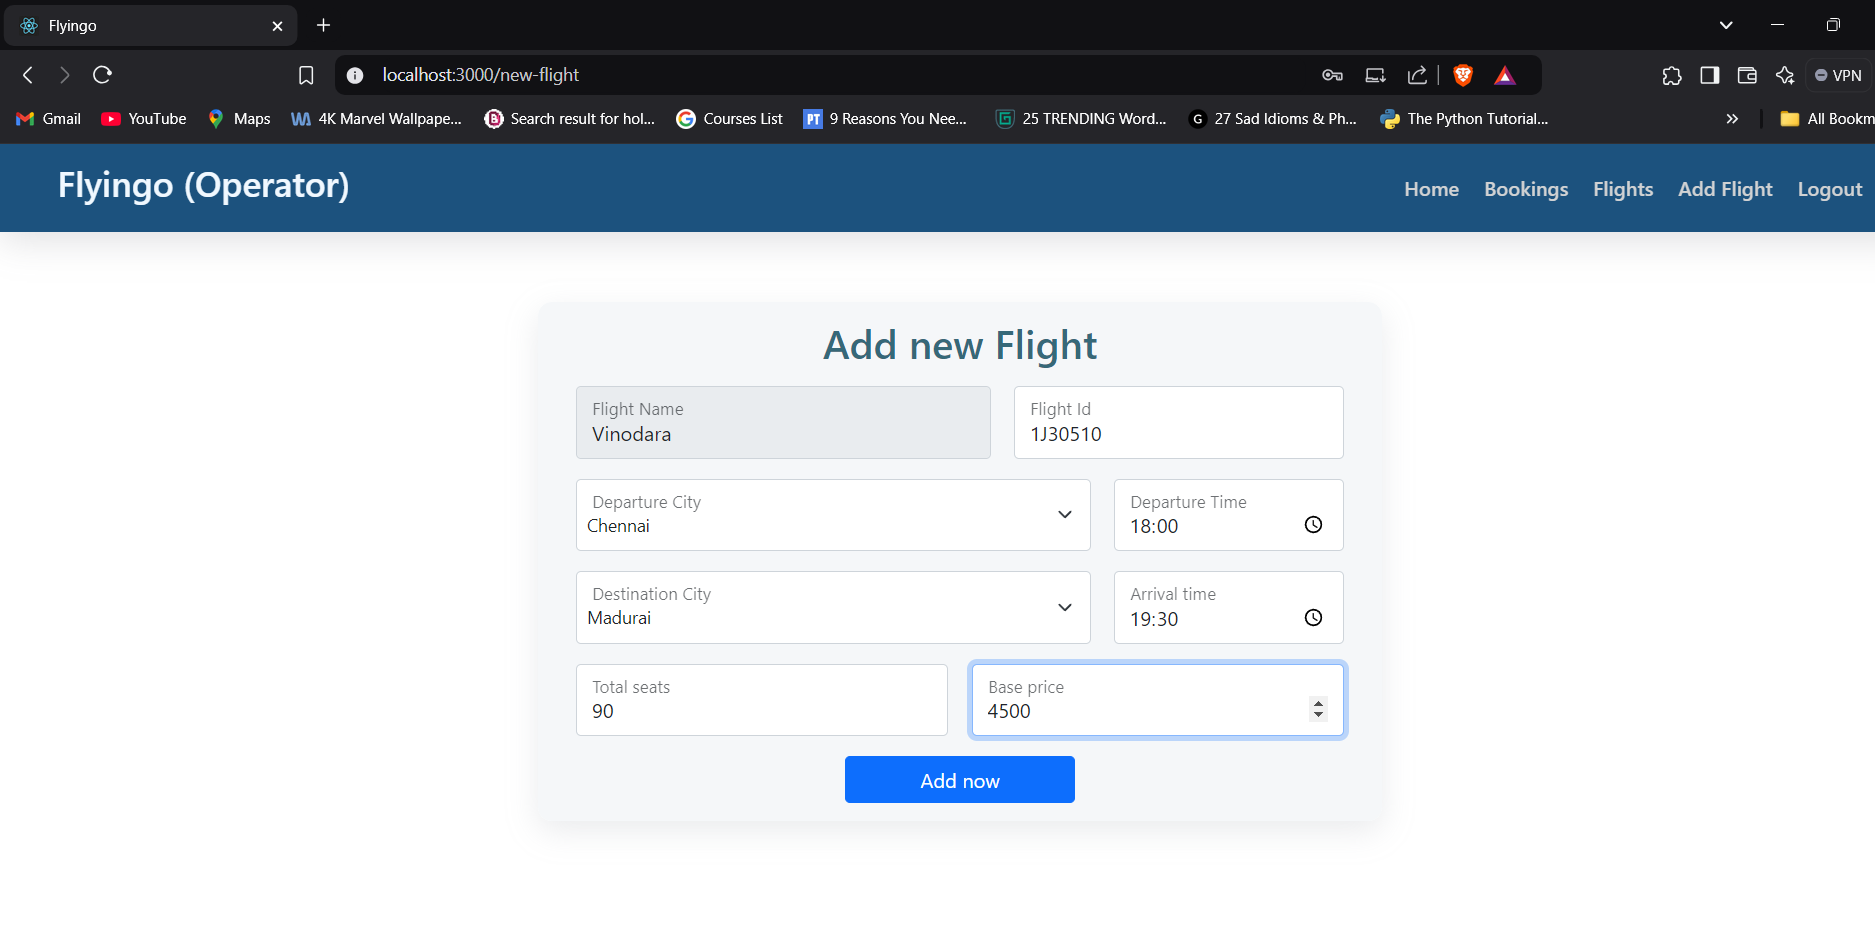 Flyingo
localhost:3000/new-flight
VPN
Gmail YouTube Maps 4K Marvel Wallpape... Search result for hol... Courses List PT 9 Reasons You Nee... 25 TRENDING Word... G 27 Sad Idioms & Ph... The Python Tutorial... » All Bookm
Flyingo (Operator)
Home Bookings Flights Add Flight Logout
Add new Flight
Flight Name
Vinodara
Flight Id
1J30510
Departure City
Chennai
Departure Time
18:00
Destination City
Madurai
Arrival time
19:30
Total seats
90
Base price
4500
Add now